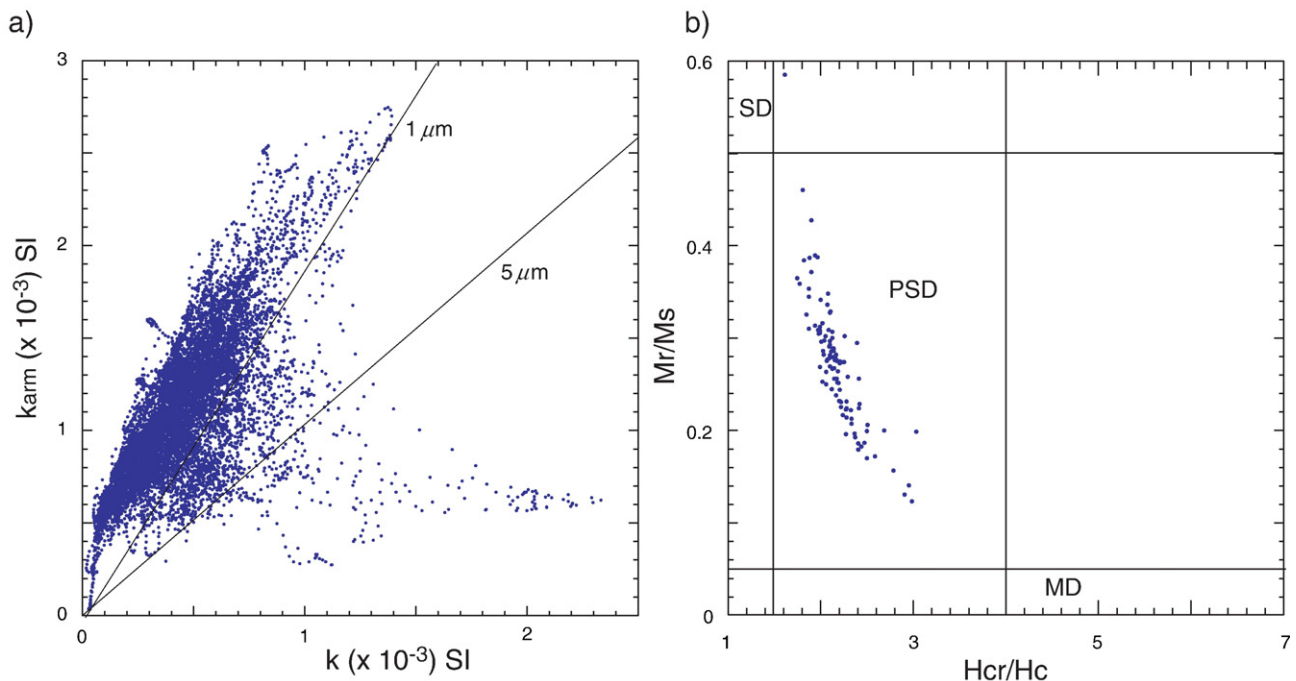 a)
3
2
1
0
0
1
2
k (x 10-3) SI
karm (x 10-3) SI
1 μm
5 μm
b)
0.6
0.4
0.2
0
1
3
5
7
Hcr/Hc
Mr/Ms
SD
PSD
MD